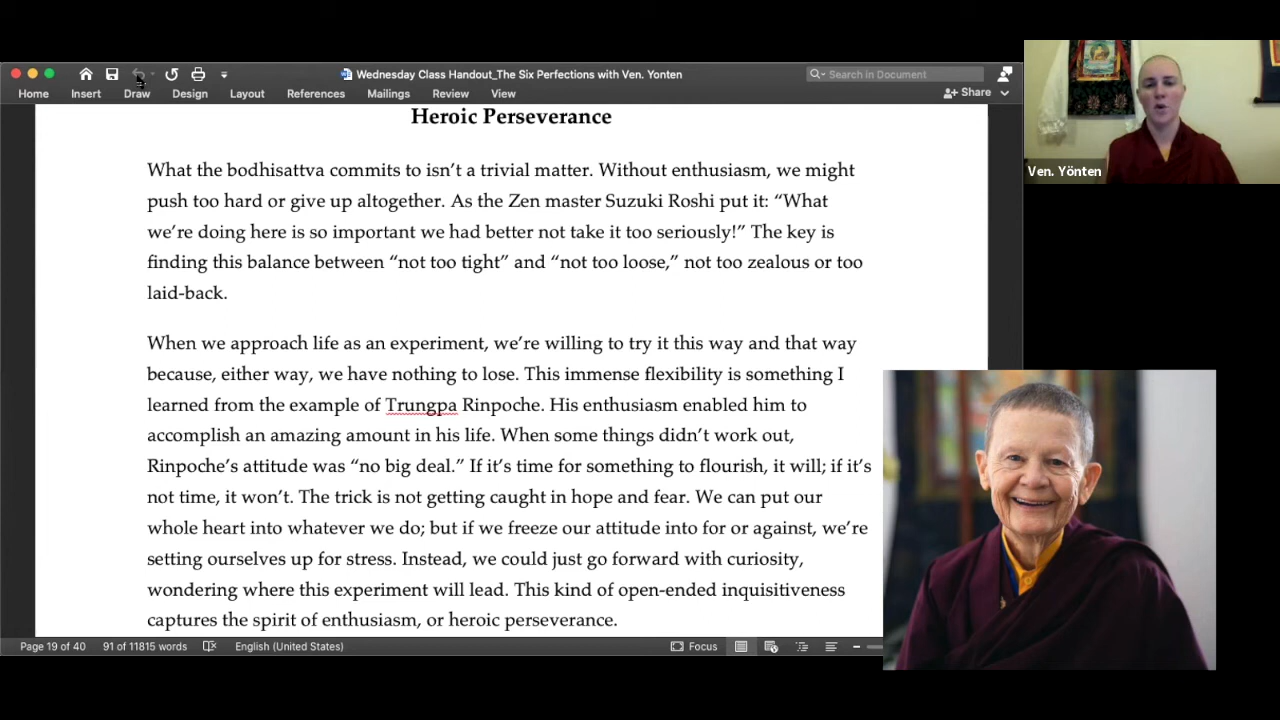 Wednesday Class Handout_The Six Perfections with Ven. Yonten
Search in Document
Home Insert Draw Design Layout References Mailings Review View
Share
Heroic Perseverance
What the bodhisattva commits to isn’t a trivial matter. Without enthusiasm, we might
push too hard or give up altogether. As the Zen master Suzuki Roshi put it: “What
we’re doing here is so important we had better not take it too seriously!” The key is
finding this balance between “not too tight” and “not too loose,” not too zealous or too
laid-back.
When we approach life as an experiment, we’re willing to try it this way and that way
because, either way, we have nothing to lose. This immense flexibility is something I
learned from the example of Trungpa Rinpoche. His enthusiasm enabled him to
accomplish an amazing amount in his life. When some things didn’t work out,
Rinpoche’s attitude was “no big deal.” If it’s time for something to flourish, it will; if it’s
not time, it won’t. The trick is not getting caught in hope and fear. We can put our
whole heart into whatever we do; but if we freeze our attitude into for or against, we’re
setting ourselves up for stress. Instead, we could just go forward with curiosity,
wondering where this experiment will lead. This kind of open-ended inquisitiveness
captures the spirit of enthusiasm, or heroic perseverance.
Page 19 of 40 91 of 11815 words English (United States) Focus
Ven. Yönten